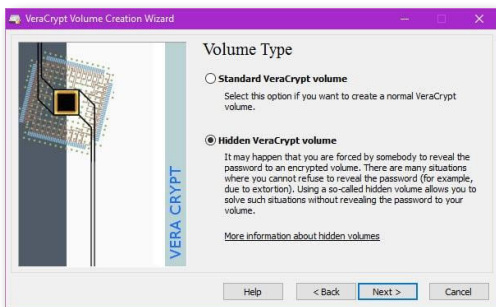 VeraCrypt Volume Creation Wizard
Volume Type
Standard VeraCrypt volume
Select this option if you want to create a normal VeraCrypt
volume.
Hidden VeraCrypt volume
It may happen that you are forced by somebody to reveal the
password to an encrypted volume. There are many situations
where you cannot refuse to reveal the password (for example,
due to extortion). Using a so-called hidden volume allows you to
solve such situations without revealing the password to your
volume.
More information about hidden volumes
VERA CRYPT
Help
< Back
Next >
Cancel